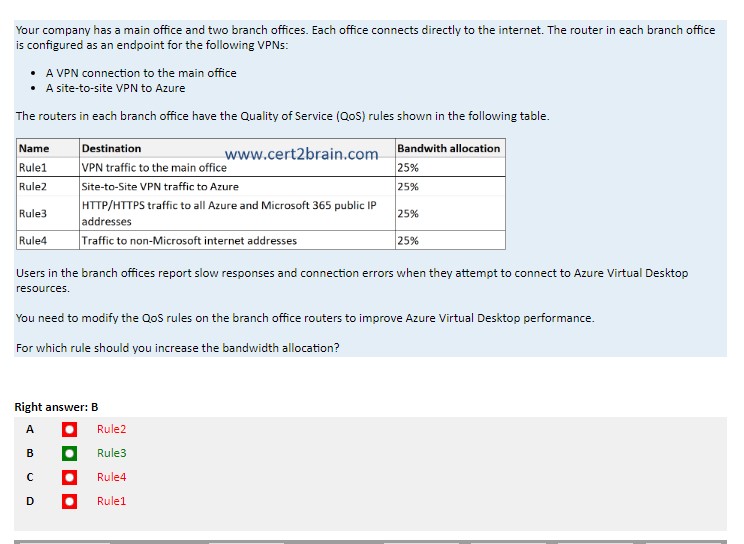 Your company has a main office and two branch offices. Each office connects directly to the internet. The router in each branch office
is configured as an endpoint for the following VPNs:
• A VPN connection to the main office
• A site-to-site VPN to Azure
The routers in each branch office have the Quality of Service (QoS) rules shown in the following table.
Name Destination Bandwith allocation
www.cert2brain.com
Rule1 VPN traffic to the main office 25%
Rule2 Site-to-Site VPN traffic to Azure 25%
HTTP/HTTPS traffic to all Azure and Microsoft 365 public IP
Rule3 25%
addresses
Rule4 Traffic to non-Microsoft internet addresses 25%
Users in the branch offices report slow responses and connection errors when they attempt to connect to Azure Virtual Desktop
resources.
You need to modify the QoS rules on the branch office routers to improve Azure Virtual Desktop performance.
For which rule should you increase the bandwidth allocation?
Right answer: B
A Rule2
B Rule3
C Rule4
D Rule1